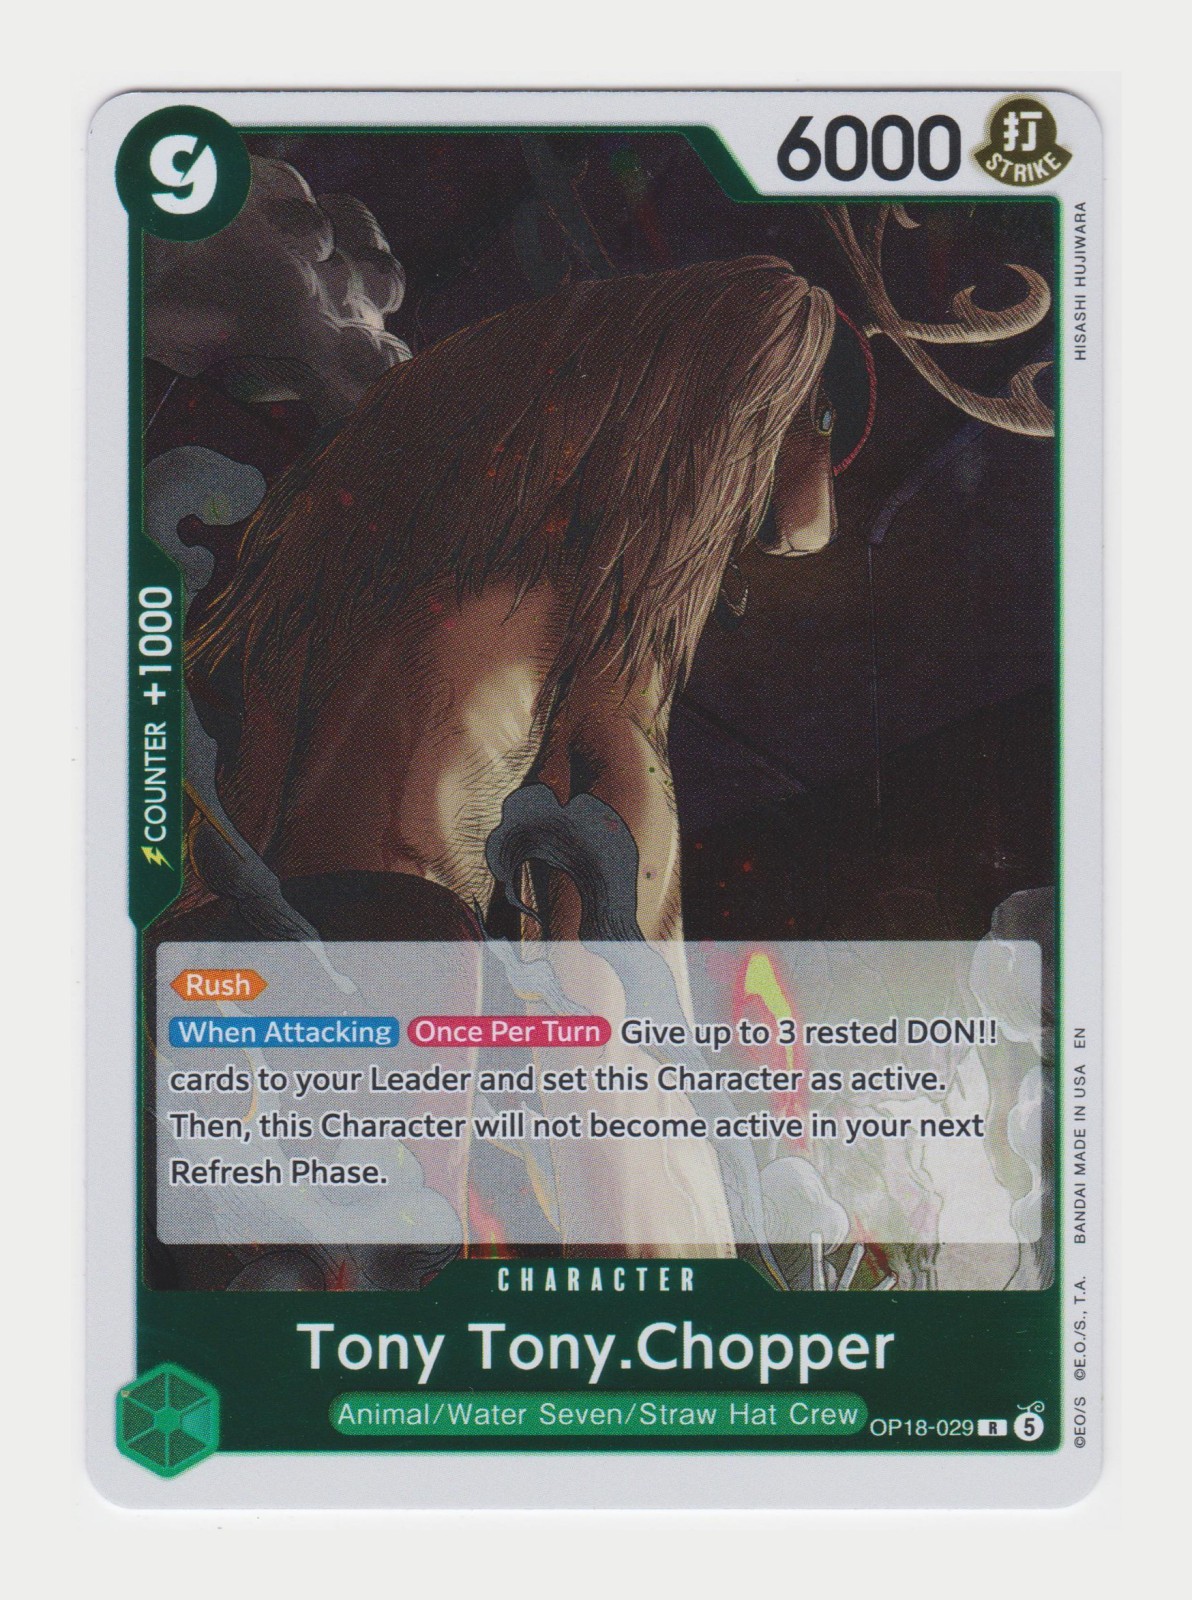 9
6000
打
STRIKE
HISASHI HUJIWARA
COUNTER +1000
Rush
When Attacking Once Per Turn Give up to 3 rested DON!!
cards to your Leader and set this Character as active.
Then, this Character will not become active in your next
Refresh Phase.
CHARACTER
Tony Tony.Chopper
Animal/Water Seven/Straw Hat Crew
OP18-029 R 5
©EO/S ©E.O./S., T.A. BANDAI MADE IN USA EN